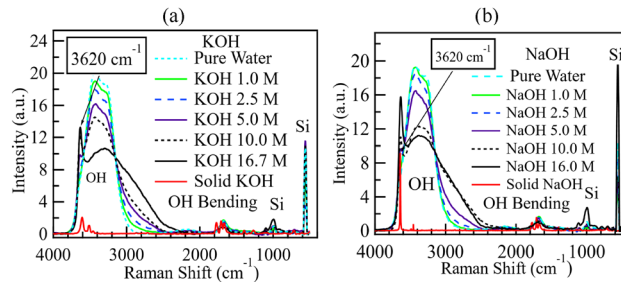 (a)
24
20
16
12
8
4
0
Intensity (a.u.)
3620 cm-1
KOH
Pure Water
KOH 1.0 M
KOH 2.5 M
KOH 5.0 M
KOH 10.0 M
KOH 16.7 M
Solid KOH
OH
OH Bending
Si
Si
4000
3000
2000
1000
Raman Shift (cm-1)
(b)
20
16
12
8
4
0
Intensity (a.u.)
3620 cm-1
NaOH
Pure Water
NaOH 1.0 M
NaOH 2.5 M
NaOH 5.0 M
NaOH 10.0 M
NaOH 16.0 M
Solid NaOH
OH
OH Bending
Si
Si
4000
3000
2000
1000
Raman Shift (cm-1)